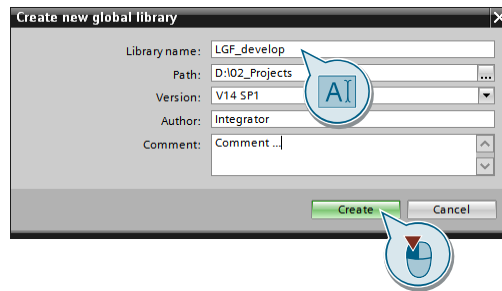 Create new global library
Library name: LGF_develop
Path: D:\02_Projects ...
Version: V14 SP1
Author: Integrator
Comment: Comment ...
Create Cancel
A